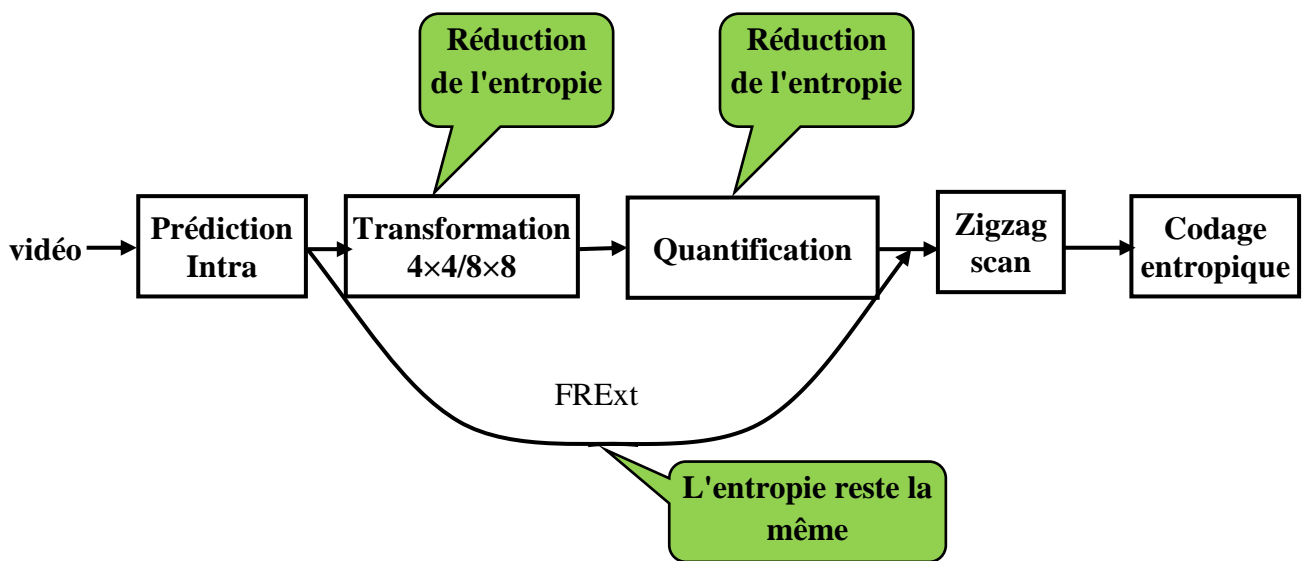 Réduction
de l'entropie
Réduction
de l'entropie
vidéo
Prédiction
Intra
Transformation
4×4/8×8
Quantification
Zigzag
scan
Codage
entropique
FRExt
L'entropie reste la
même